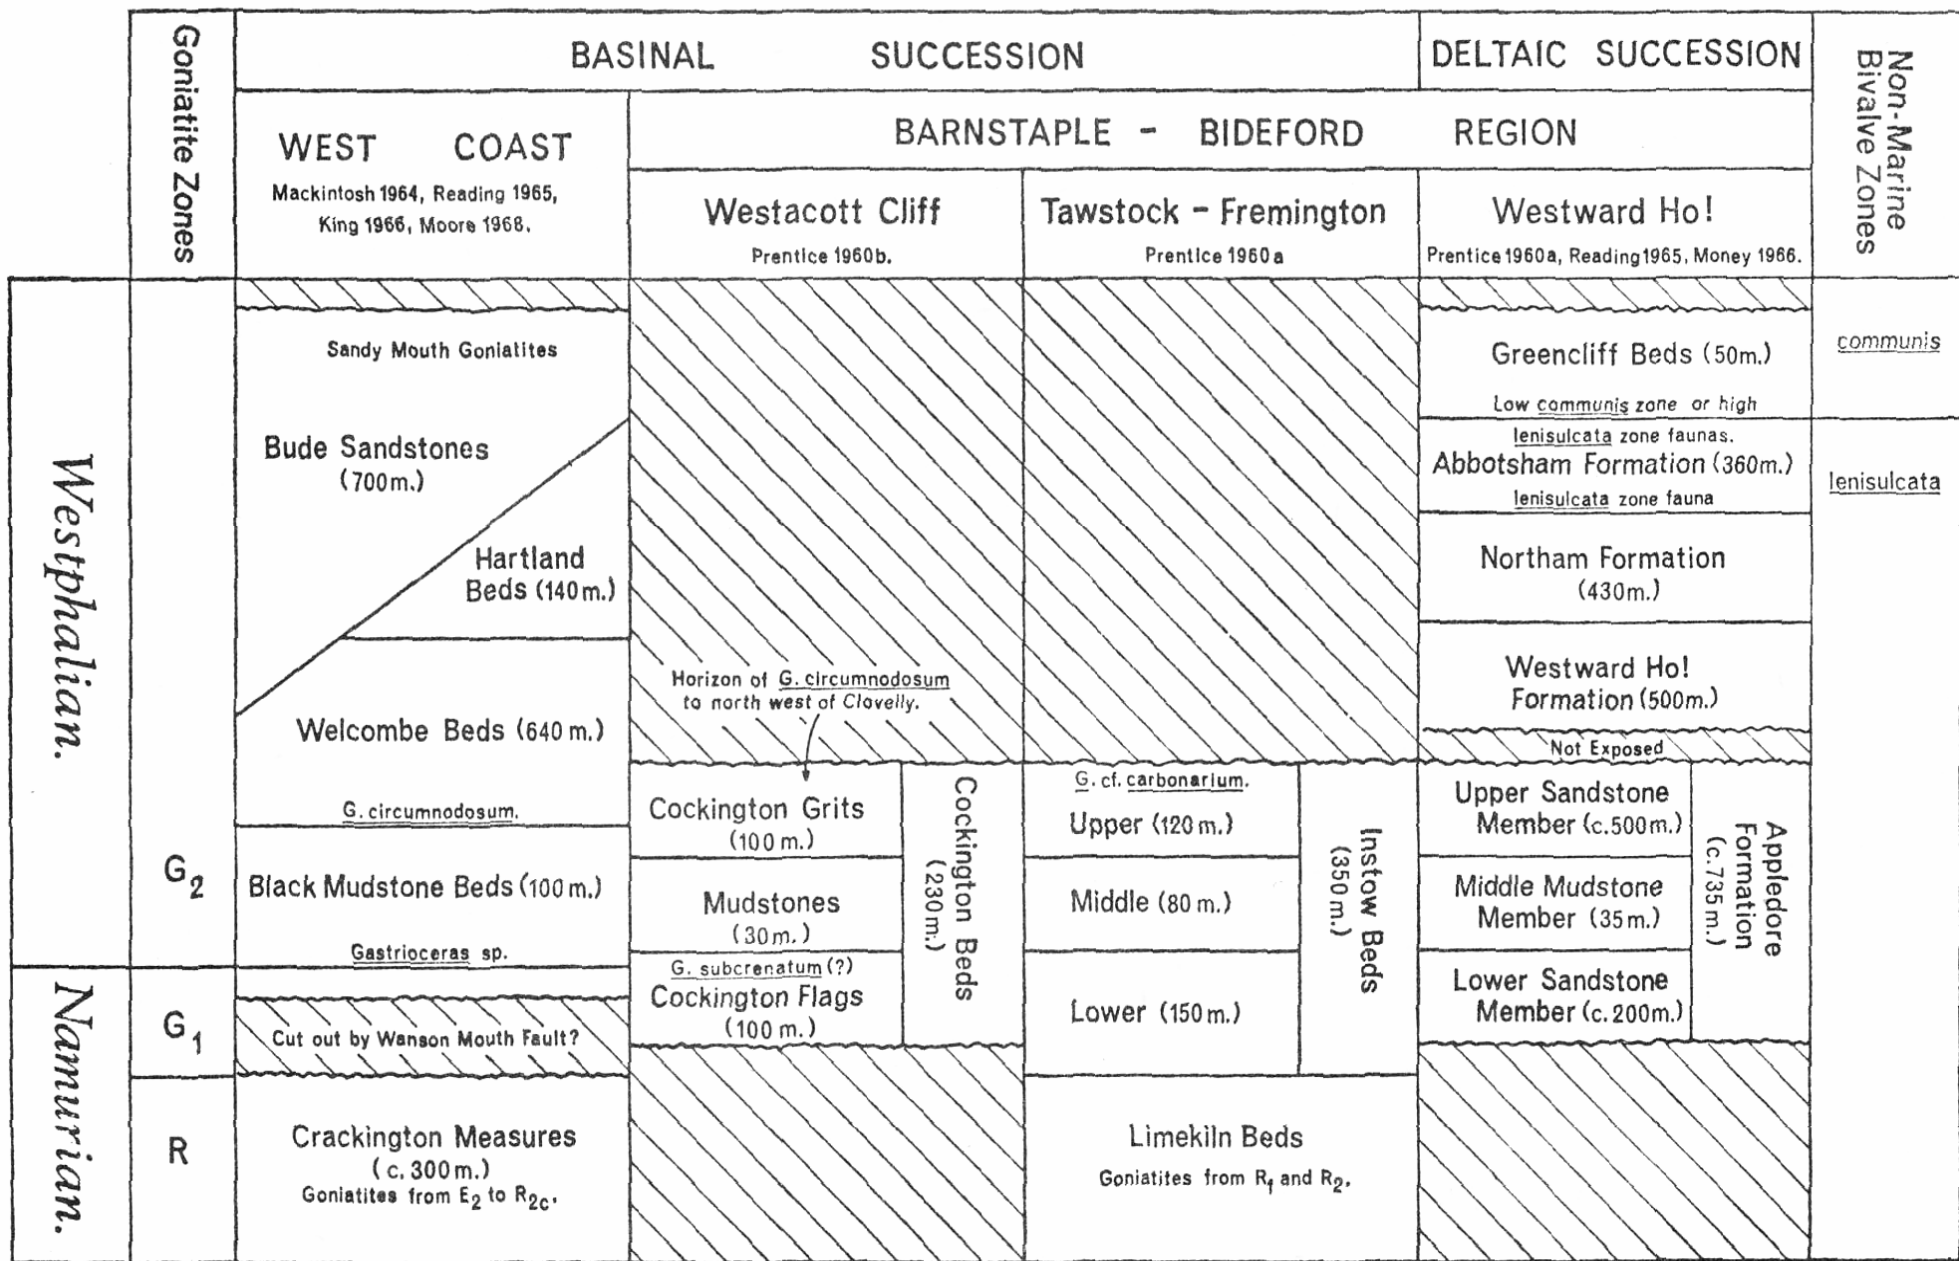 Goniatite Zones
BASINAL SUCCESSION
DELTAIC SUCCESSION
Non-Marine
Bivalve Zones
WEST COAST
Mackintosh 1964, Reading 1965,
King 1966, Moore 1968.
BARNSTAPLE - BIDEFORD REGION
Westacott Cliff
Prentice 1960b.
Tawstock - Fremington
Prentice 1960a
Westward Ho!
Prentice 1960a, Reading 1965, Money 1966.
Westphalian.
Namurian.
G2
G1
R
Sandy Mouth Goniatites
Bude Sandstones
(700m.)
Hartland
Beds (140m.)
Welcombe Beds (640 m.)
G. circumnodosum.
Black Mudstone Beds (100m.)
Gastrioceras sp.
Cut out by Wanson Mouth Fault?
Crackington Measures
(c. 300m.)
Goniatites from E2 to R2c.
Horizon of G. circumnodosum
to north west of Clovelly.
Cockington Grits
(100 m.)
Mudstones
(30m.)
G. subcrenatum (?)
Cockington Flags
(100 m.)
Cockington Beds
(230m.)
G. cf. carbonarium.
Upper (120 m.)
Middle (80 m.)
Lower (150 m.)
Instow Beds
(350m.)
Limekiln Beds
Goniatites from R1 and R2.
Greencliff Beds (50m.)
Low communis zone or high
lenisulcata zone faunas.
Abbotsham Formation (360m.)
lenisulcata zone fauna
Northam Formation
(430m.)
Westward Ho!
Formation (500m.)
Not Exposed
Upper Sandstone
Member (c.500m.)
Middle Mudstone
Member (35m.)
Lower Sandstone
Member (c. 200m.)
Appledore
Formation
(c.735m.)
communis
lenisulcata